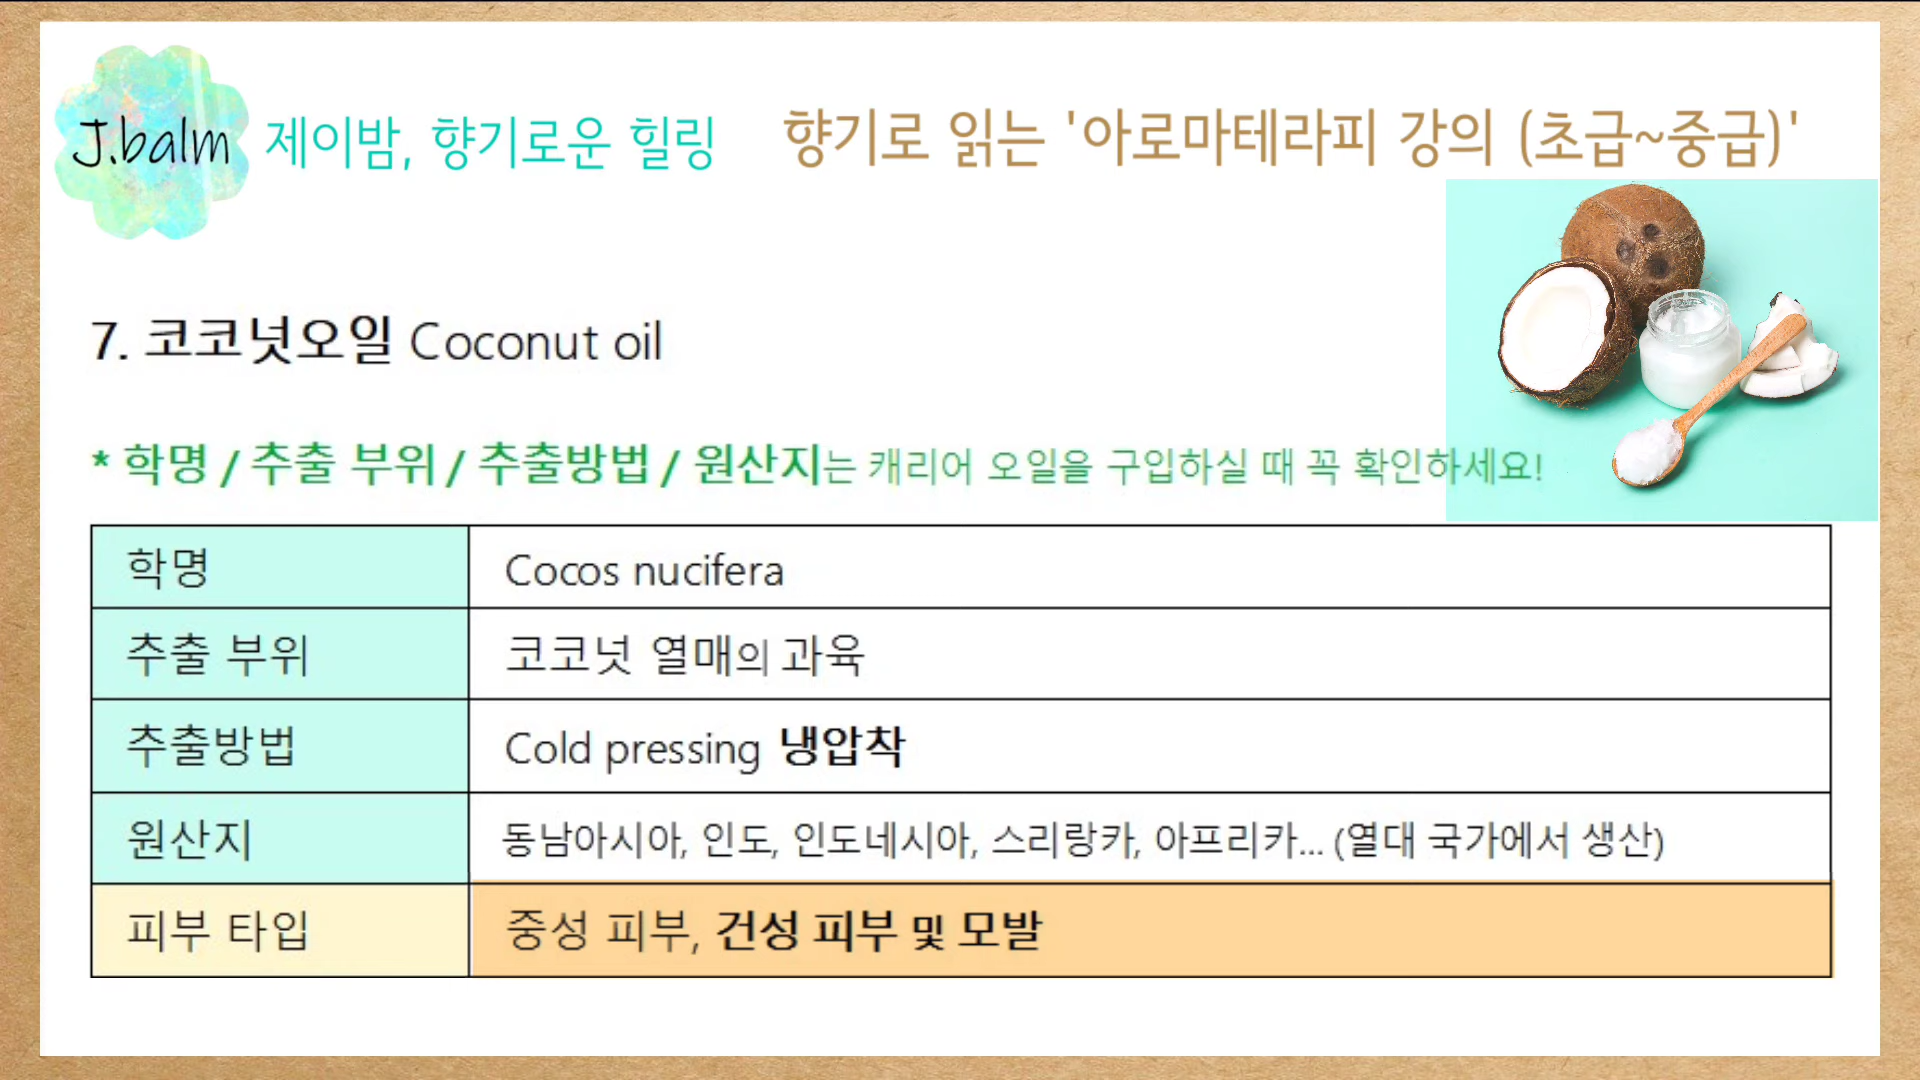 J.balm 제이밤, 향기로운 힐링 향기로 읽는 '아로마테라피 강의 (초급~중급)'
7. 코코넛오일 Coconut oil
* 학명 / 추출 부위 / 추출방법 / 원산지는 캐리어 오일을 구입하실 때 꼭 확인하세요!
학명 Cocos nucifera
추출 부위 코코넛 열매의 과육
추출방법 Cold pressing 냉압착
원산지 동남아시아, 인도, 인도네시아, 스리랑카, 아프리카... (열대 국가에서 생산)
피부 타입 중성 피부, 건성 피부 및 모발